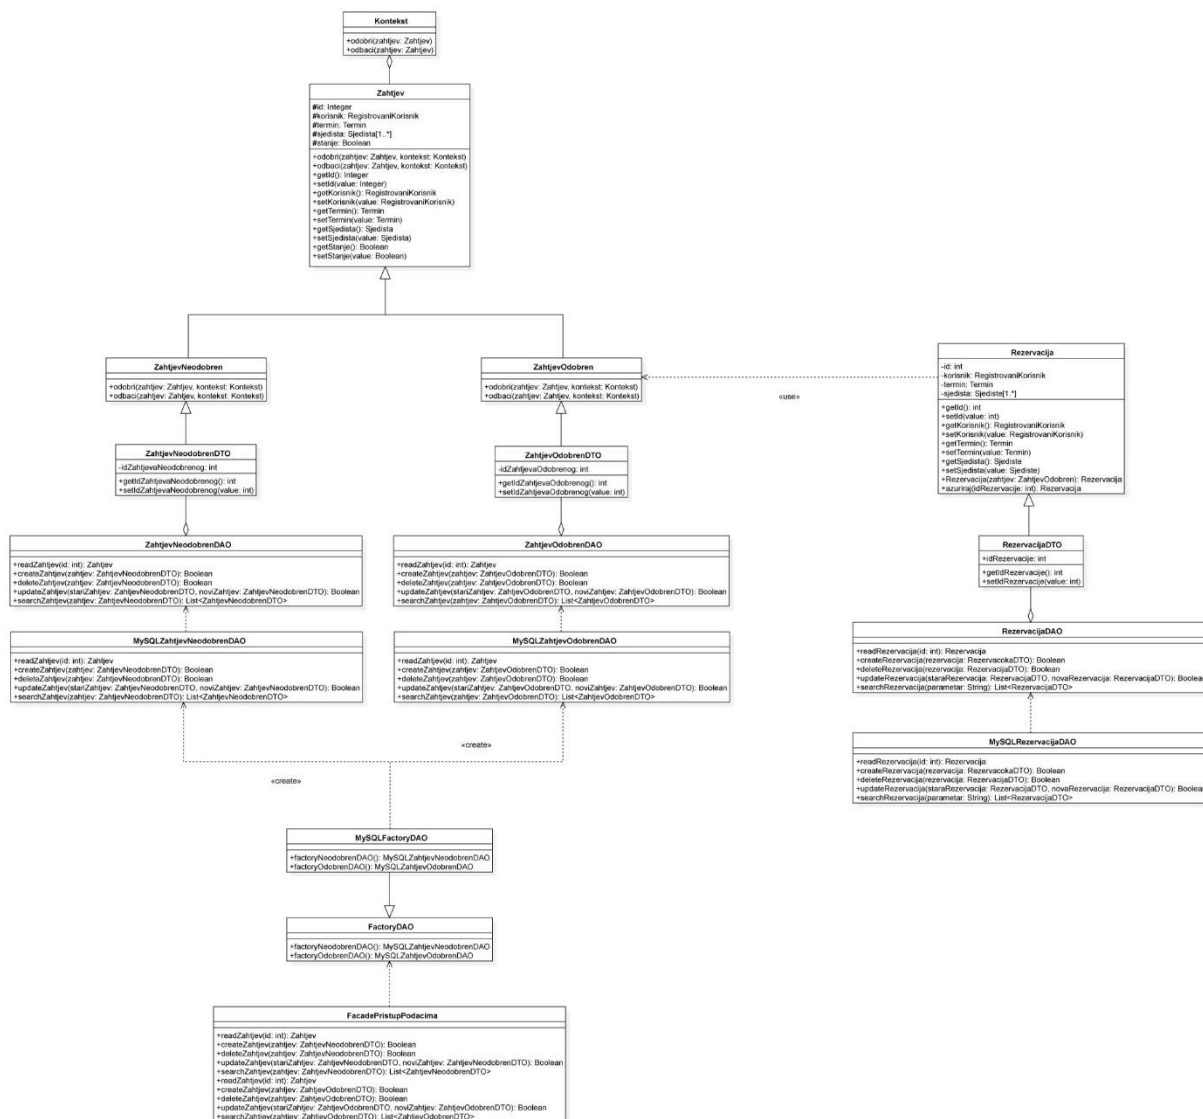 Kontekst
+odobri(zahtjev: Zahtjev)
+odbaci(zahtjev: Zahtjev)
Zahtjev
#id: Integer
#korisnik: RegistrovaniKorisnik
#termin: Termin
#sjedista: Sjedista[1..*]
#stanje: Boolean
+odobri(zahtjev: Zahtjev, kontekst: Kontekst)
+odbaci(zahtjev: Zahtjev, kontekst: Kontekst)
+getId(): Integer
+setId(value: Integer)
+getKorisnik(): RegistrovaniKorisnik
+setKorisnik(value: RegistrovaniKorisnik)
+getTermin(): Termin
+setTermin(value: Termin)
+getSjedista(): Sjedista
+setSjedista(value: Sjedista)
+getStanje(): Boolean
+setStanje(value: Boolean)
ZahtjevNeodobren
+odobri(zahtjev: Zahtjev, kontekst: Kontekst)
+odbaci(zahtjev: Zahtjev, kontekst: Kontekst)
ZahtjevOdobren
+odobri(zahtjev: Zahtjev, kontekst: Kontekst)
+odbaci(zahtjev: Zahtjev, kontekst: Kontekst)
«use»
Rezervacija
-id: int
-korisnik: RegistrovaniKorisnik
-termin: Termin
-sjedista: Sjediste[1..*]
+getId(): int
+setId(value: int)
+getKorisnik(): RegistrovaniKorisnik
+setKorisnik(value: RegistrovaniKorisnik)
+getTermin(): Termin
+setTermin(value: Termin)
+getSjedista(): Sjediste
+setSjedista(value: Sjediste)
+Rezervacija(zahtjev: ZahtjevOdobren): Rezervacija
+azuriraj(idRezervacije: int): Rezervacija
ZahtjevNeodobrenDTO
-idZahtjevaNeodobrenog: int
+getIdZahtjevaNeodobrenog(): int
+setIdZahtjevaNeodobrenog(value: int)
ZahtjevOdobrenDTO
-idZahtjevaOdobrenog: int
+getIdZahtjevaOdobrenog(): int
+setIdZahtjevaOdobrenog(value: int)
RezervacijaDTO
+idRezervacije: int
+getIdRezervacije(): int
+setIdRezervacije(value: int)
ZahtjevNeodobrenDAO
+readZahtjev(id: int): Zahtjev
+createZahtjev(zahtjev: ZahtjevNeodobrenDTO): Boolean
+deleteZahtjev(zahtjev: ZahtjevNeodobrenDTO): Boolean
+updateZahtjev(stariZahtjev: ZahtjevNeodobrenDTO, noviZahtjev: ZahtjevNeodobrenDTO): Boolean
+searchZahtjev(zahtjev: ZahtjevNeodobrenDTO): List<ZahtjevNeodobrenDTO>
ZahtjevOdobrenDAO
+readZahtjev(id: int): Zahtjev
+createZahtjev(zahtjev: ZahtjevOdobrenDTO): Boolean
+deleteZahtjev(zahtjev: ZahtjevOdobrenDTO): Boolean
+updateZahtjev(stariZahtjev: ZahtjevOdobrenDTO, noviZahtjev: ZahtjevOdobrenDTO): Boolean
+searchZahtjev(zahtjev: ZahtjevOdobrenDTO): List<ZahtjevOdobrenDTO>
RezervacijaDAO
+readRezervacija(id: int): Rezervacija
+createRezervacija(rezervacija: RezervacokaDTO): Boolean
+deleteRezervacija(rezervacija: RezervacijaDTO): Boolean
+updateRezervacija(staraRezervacija: RezervacijaDTO, novaRezervacija: RezervacijaDTO): Boolean
+searchRezervacija(parametar: String): List<RezervacijaDTO>
MySQLZahtjevNeodobrenDAO
+readZahtjev(id: int): Zahtjev
+createZahtjev(zahtjev: ZahtjevNeodobrenDTO): Boolean
+deleteZahtjev(zahtjev: ZahtjevNeodobrenDTO): Boolean
+updateZahtjev(stariZahtjev: ZahtjevNeodobrenDTO, noviZahtjev: ZahtjevNeodobrenDTO): Boolean
+searchZahtjev(zahtjev: ZahtjevNeodobrenDTO): List<ZahtjevNeodobrenDTO>
MySQLZahtjevOdobrenDAO
+readZahtjev(id: int): Zahtjev
+createZahtjev(zahtjev: ZahtjevOdobrenDTO): Boolean
+deleteZahtjev(zahtjev: ZahtjevOdobrenDTO): Boolean
+updateZahtjev(stariZahtjev: ZahtjevOdobrenDTO, noviZahtjev: ZahtjevOdobrenDTO): Boolean
+searchZahtjev(zahtjev: ZahtjevOdobrenDTO): List<ZahtjevOdobrenDTO>
MySQLRezervacijaDAO
+readRezervacija(id: int): Rezervacija
+createRezervacija(rezervacija: RezervacokaDTO): Boolean
+deleteRezervacija(rezervacija: RezervacijaDTO): Boolean
+updateRezervacija(staraRezervacija: RezervacijaDTO, novaRezervacija: RezervacijaDTO): Boolean
+searchRezervacija(parametar: String): List<RezervacijaDTO>
«create»
«create»
MySQLFactoryDAO
+factoryNeodobrenDAO(): MySQLZahtjevNeodobrenDAO
+factoryOdobrenDAO(): MySQLZahtjevOdobrenDAO
FactoryDAO
+factoryNeodobrenDAO(): MySQLZahtjevNeodobrenDAO
+factoryOdobrenDAO(): MySQLZahtjevOdobrenDAO
FacadePristupPodacima
+readZahtjev(id: int): Zahtjev
+createZahtjev(zahtjev: ZahtjevNeodobrenDTO): Boolean
+deleteZahtjev(zahtjev: ZahtjevNeodobrenDTO): Boolean
+updateZahtjev(stariZahtjev: ZahtjevNeodobrenDTO, noviZahtjev: ZahtjevNeodobrenDTO): Boolean
+searchZahtjev(zahtjev: ZahtjevNeodobrenDTO): List<ZahtjevNeodobrenDTO>
+readZahtjev(id: int): Zahtjev
+createZahtjev(zahtjev: ZahtjevOdobrenDTO): Boolean
+deleteZahtjev(zahtjev: ZahtjevOdobrenDTO): Boolean
+updateZahtjev(stariZahtjev: ZahtjevOdobrenDTO, noviZahtjev: ZahtjevOdobrenDTO): Boolean
+searchZahtjev(zahtjev: ZahtjevOdobrenDTO): List<ZahtjevOdobrenDTO>